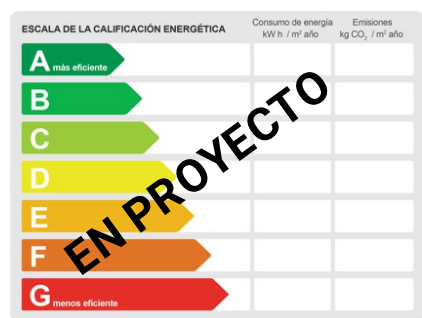 ESCALA DE LA CALIFICACIÓN ENERGÉTICA
Consumo de energía
kW h / m² año
Emisiones
kg CO₂ / m² año
A más eficiente
B
C
D
E
F
G menos eficiente
EN PROYECTO